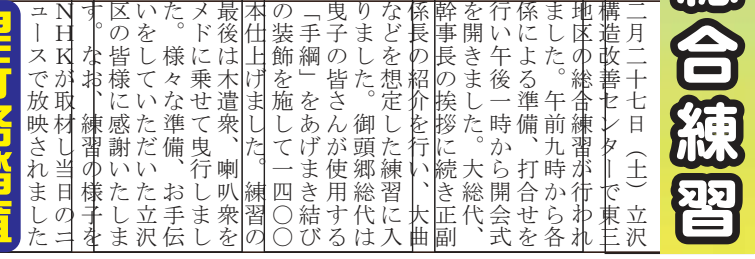 合練習
二月二十七日（土）立沢
構造改善センターで東三
地区の総合練習が行われ
ました。午前九時から各
係による準備、打合せを
行い午後一時から開会式
を開きました。大総代、
幹事長の挨拶に続き正副
係長の紹介を行い、大曲
などを想定した練習に入
りました。御頭郷総代は
曳子の皆さんが使用する
「手綱」をあげまき結び
の装飾を施して一四〇〇
本仕上げました。練習の
最後は木遣衆、喇叭衆を
メドに乗せて曳行しまし
た。様々な準備、お手伝
いをしていただいた立沢
区の皆様に感謝いたしま
す。なお、練習の様子を
ＮＨＫが取材し当日のニ
ュースで放映されました